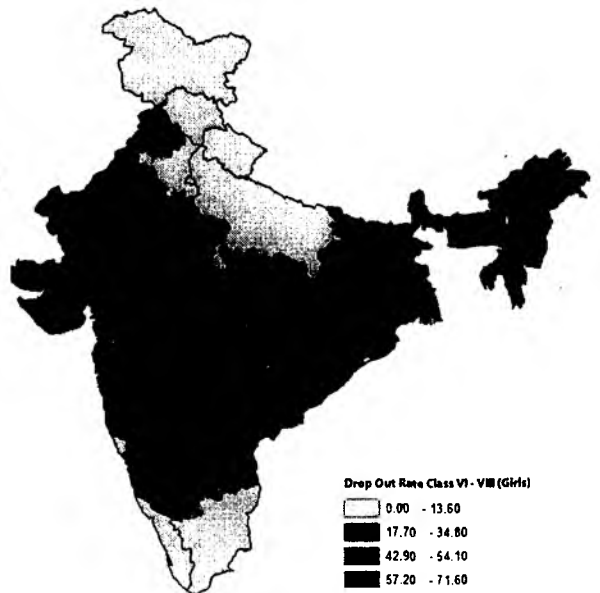 Drop Out Rate Class VI - VIII (Girls)
0.00 - 13.60
17.70 - 34.80
42.90 - 54.10
57.20 - 71.60